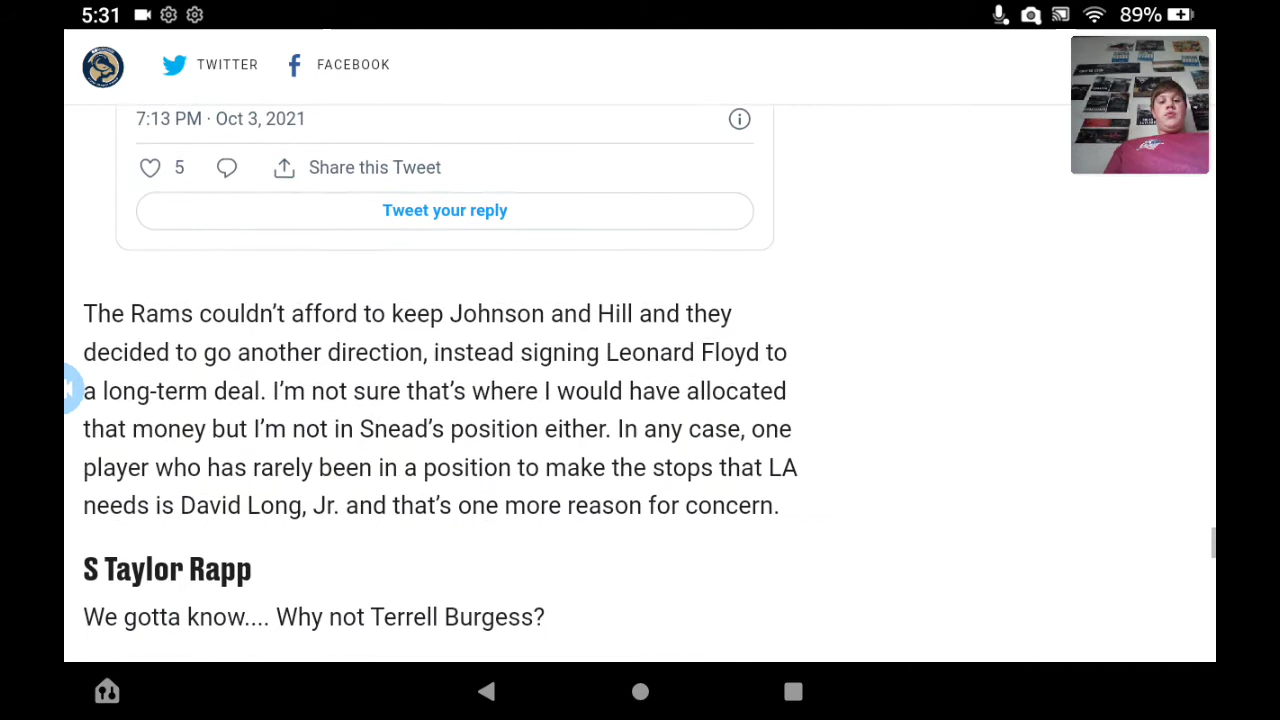 5:31
89%
TWITTER
FACEBOOK
7:13 PM · Oct 3, 2021
5
Share this Tweet
Tweet your reply
The Rams couldn’t afford to keep Johnson and Hill and they
decided to go another direction, instead signing Leonard Floyd to
a long-term deal. I’m not sure that’s where I would have allocated
that money but I’m not in Snead’s position either. In any case, one
player who has rarely been in a position to make the stops that LA
needs is David Long, Jr. and that’s one more reason for concern.
S Taylor Rapp
We gotta know.... Why not Terrell Burgess?